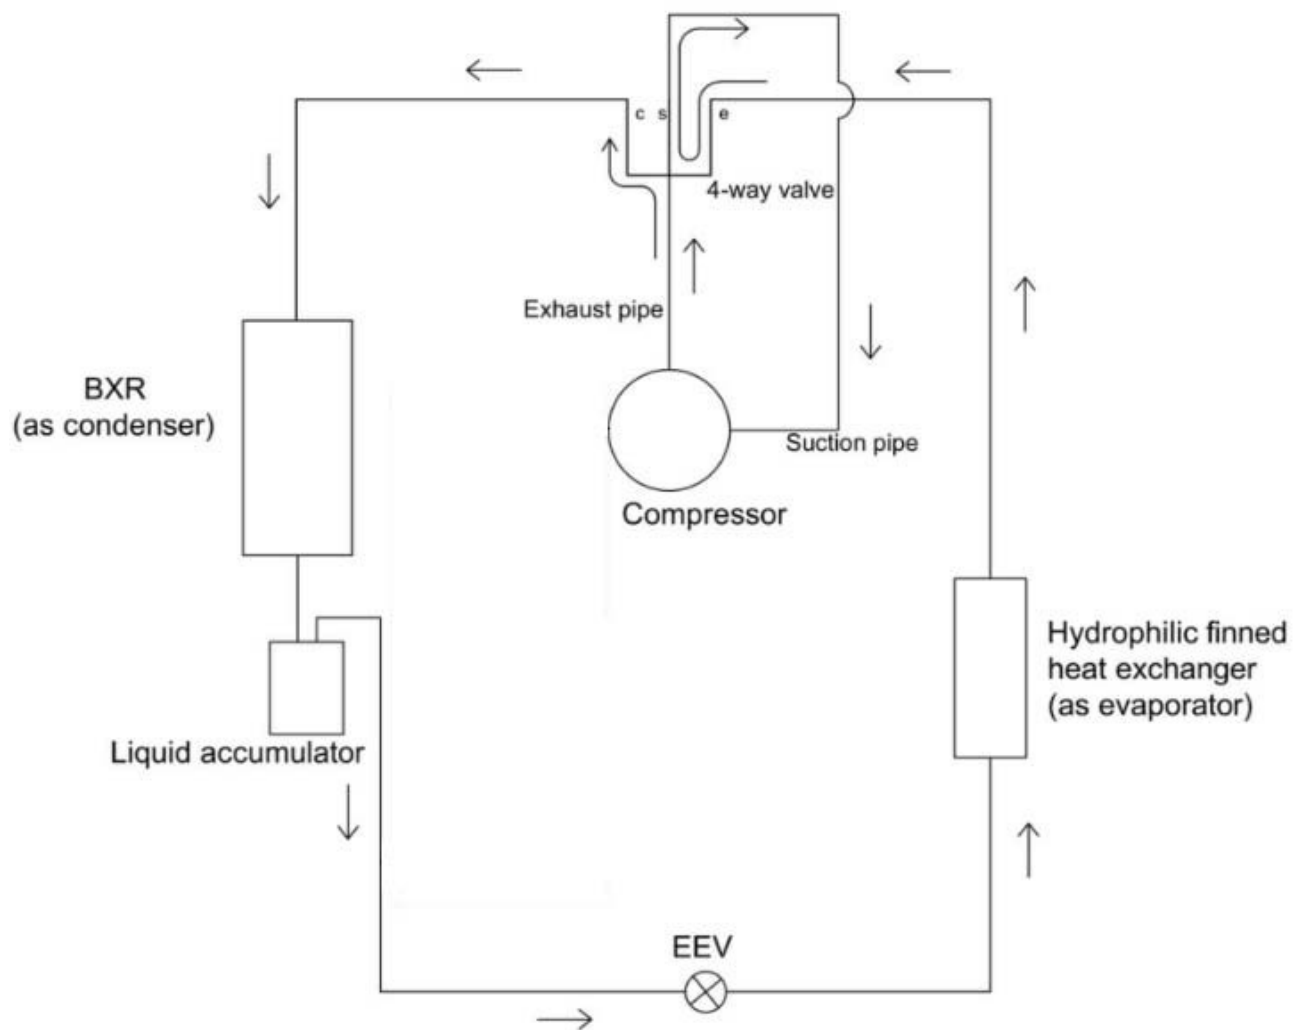 c s e
4-way valve
Exhaust pipe
BXR
(as condenser)
Suction pipe
Compressor
Hydrophilic finned
heat exchanger
(as evaporator)
Liquid accumulator
EEV